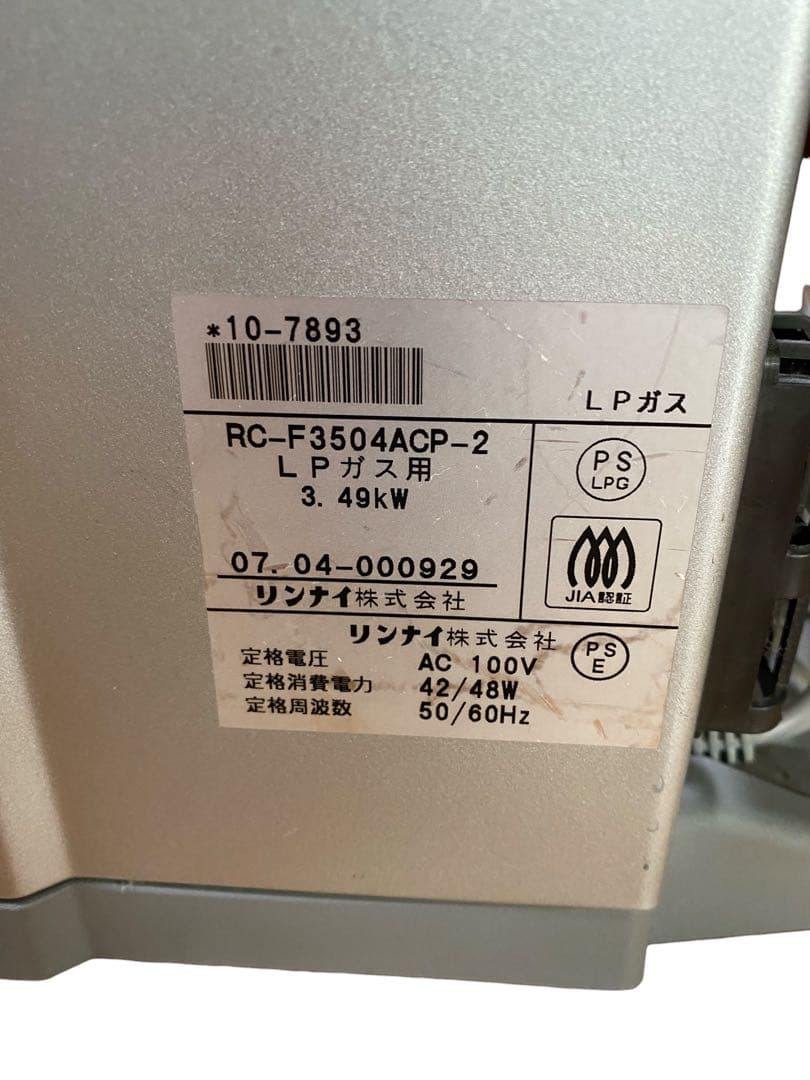 *10-7893
LPガス
RC-F3504ACP-2
LPガス用
3.49kW
07.04-000929
リンナイ株式会社
PS
LPG
JIA認証
リンナイ株式会社
定格電圧 AC 100V
定格消費電力 42/48W
定格周波数 50/60Hz
PS
E